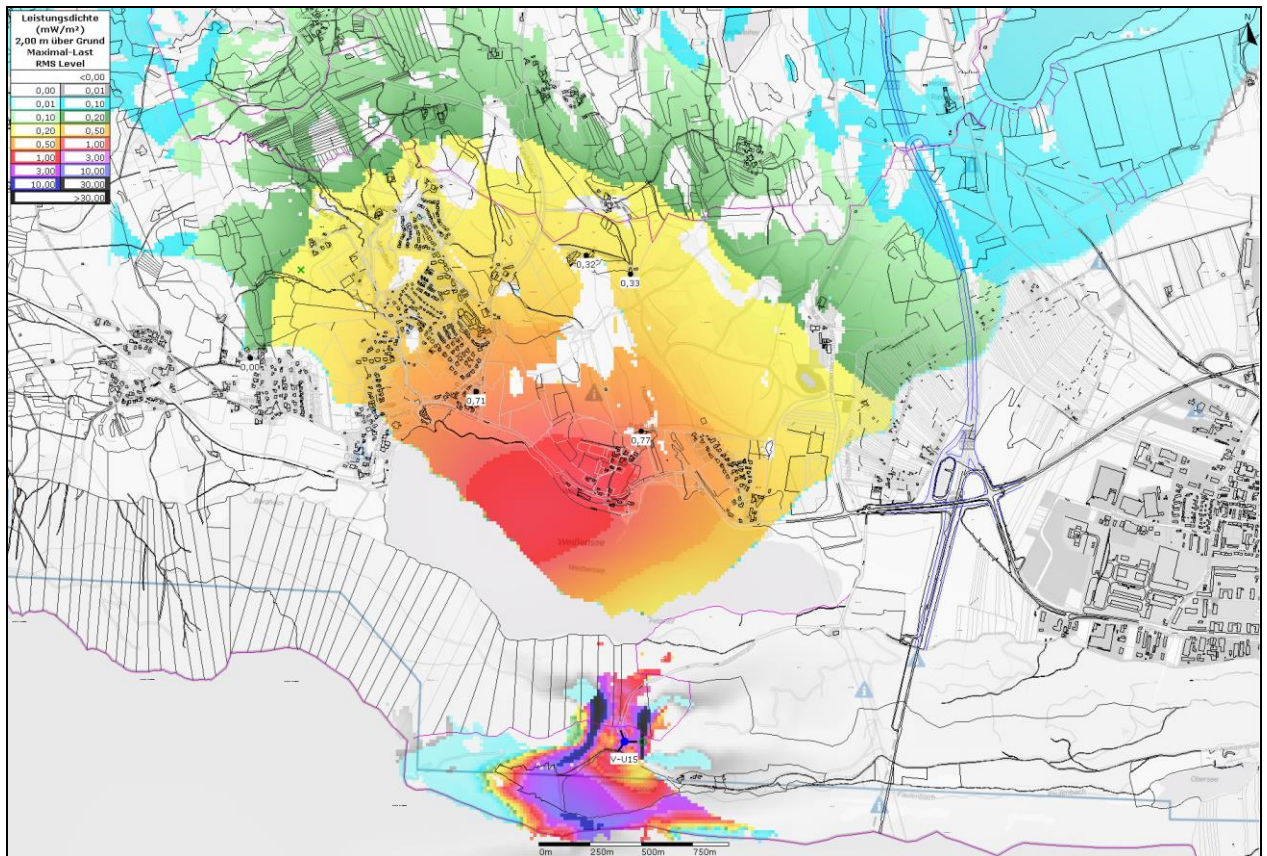 Leistungsdichte
(mW/m²)
2,00 m über Grund
Maximal-Last
RMS Level
<0,00
0,00 0,01
0,01 0,10
0,10 0,20
0,20 0,50
0,50 1,00
1,00 3,00
3,00 10,00
10,00 30,00
>30,00
N
0,32
0,33
0,00
0,71
0,77
Weißensee
Weißensee
V-U15
Obersee
Faulenbach
0m 250m 500m 750m